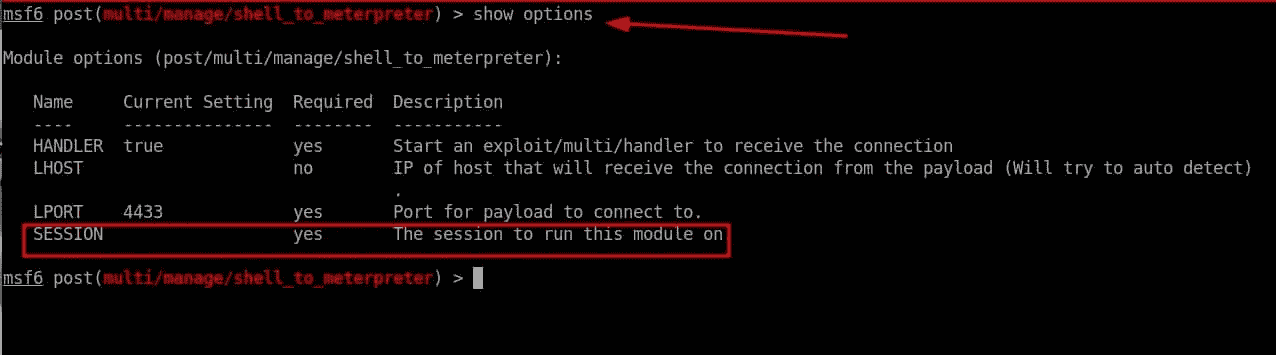 msf6 post(multi/manage/shell_to_meterpreter) > show options
Module options (post/multi/manage/shell_to_meterpreter):
Name Current Setting Required Description
---- --------------- -------- -----------
HANDLER true yes Start an exploit/multi/handler to receive the connection
LHOST no IP of host that will receive the connection from the payload (Will try to auto detect)
.
LPORT 4433 yes Port for payload to connect to.
SESSION yes The session to run this module on
msf6 post(multi/manage/shell_to_meterpreter) >